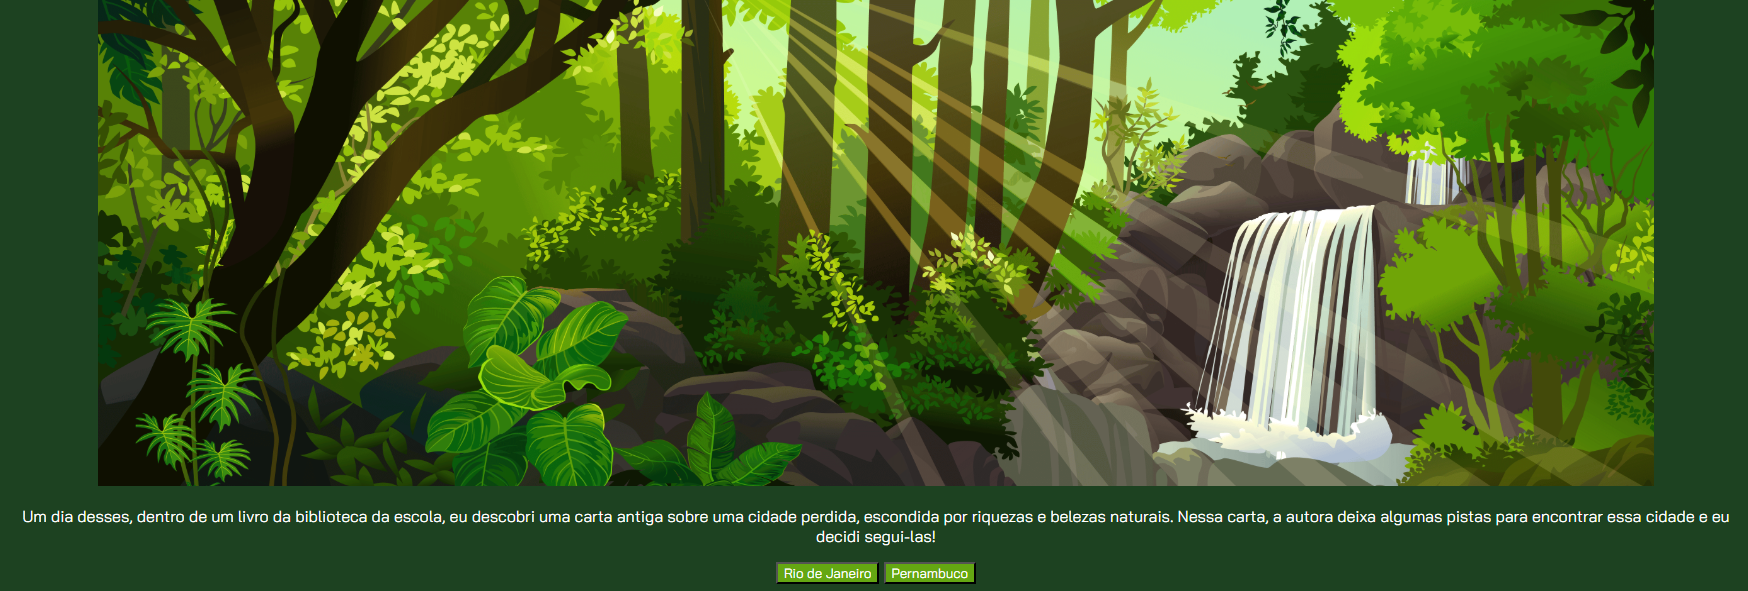 Um dia desses, dentro de um livro da biblioteca da escola, eu descobri uma carta antiga sobre uma cidade perdida, escondida por riquezas e belezas naturais. Nessa carta, a autora deixa algumas pistas para encontrar essa cidade e eu
decidi segui-las!
Rio de Janeiro Pernambuco